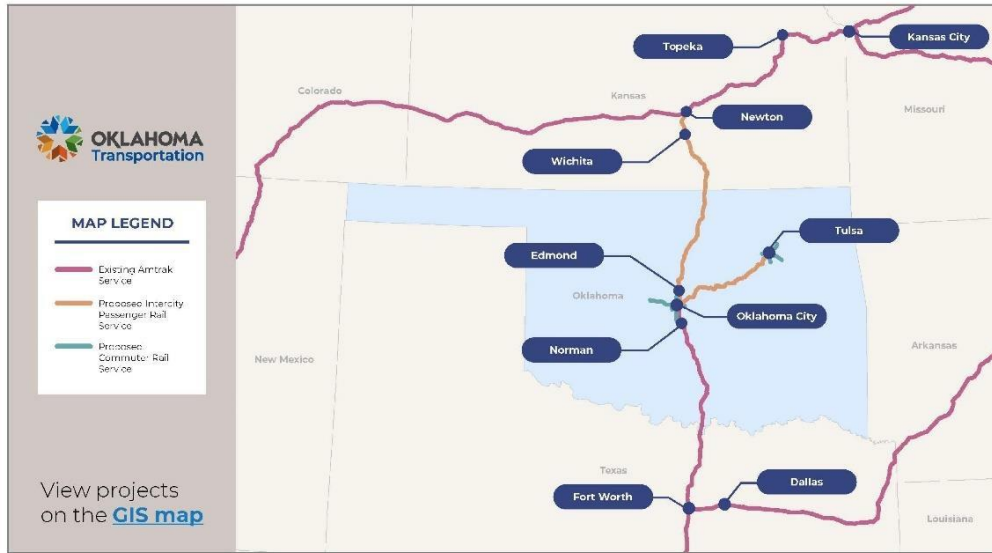 OKLAHOMA
Transportation
MAP LEGEND
Existing Amtrak
Service
Proposed Intercity
Passenger Rail
Service
Proposed
Commuter Rail
Service
View projects
on the GIS map
Topeka
Kansas City
Colorado
Kansas
Missouri
Newton
Wichita
Tulsa
Edmond
Oklahoma
Oklahoma City
Norman
New Mexico
Arkansas
Texas
Dallas
Fort Worth
Louisiana